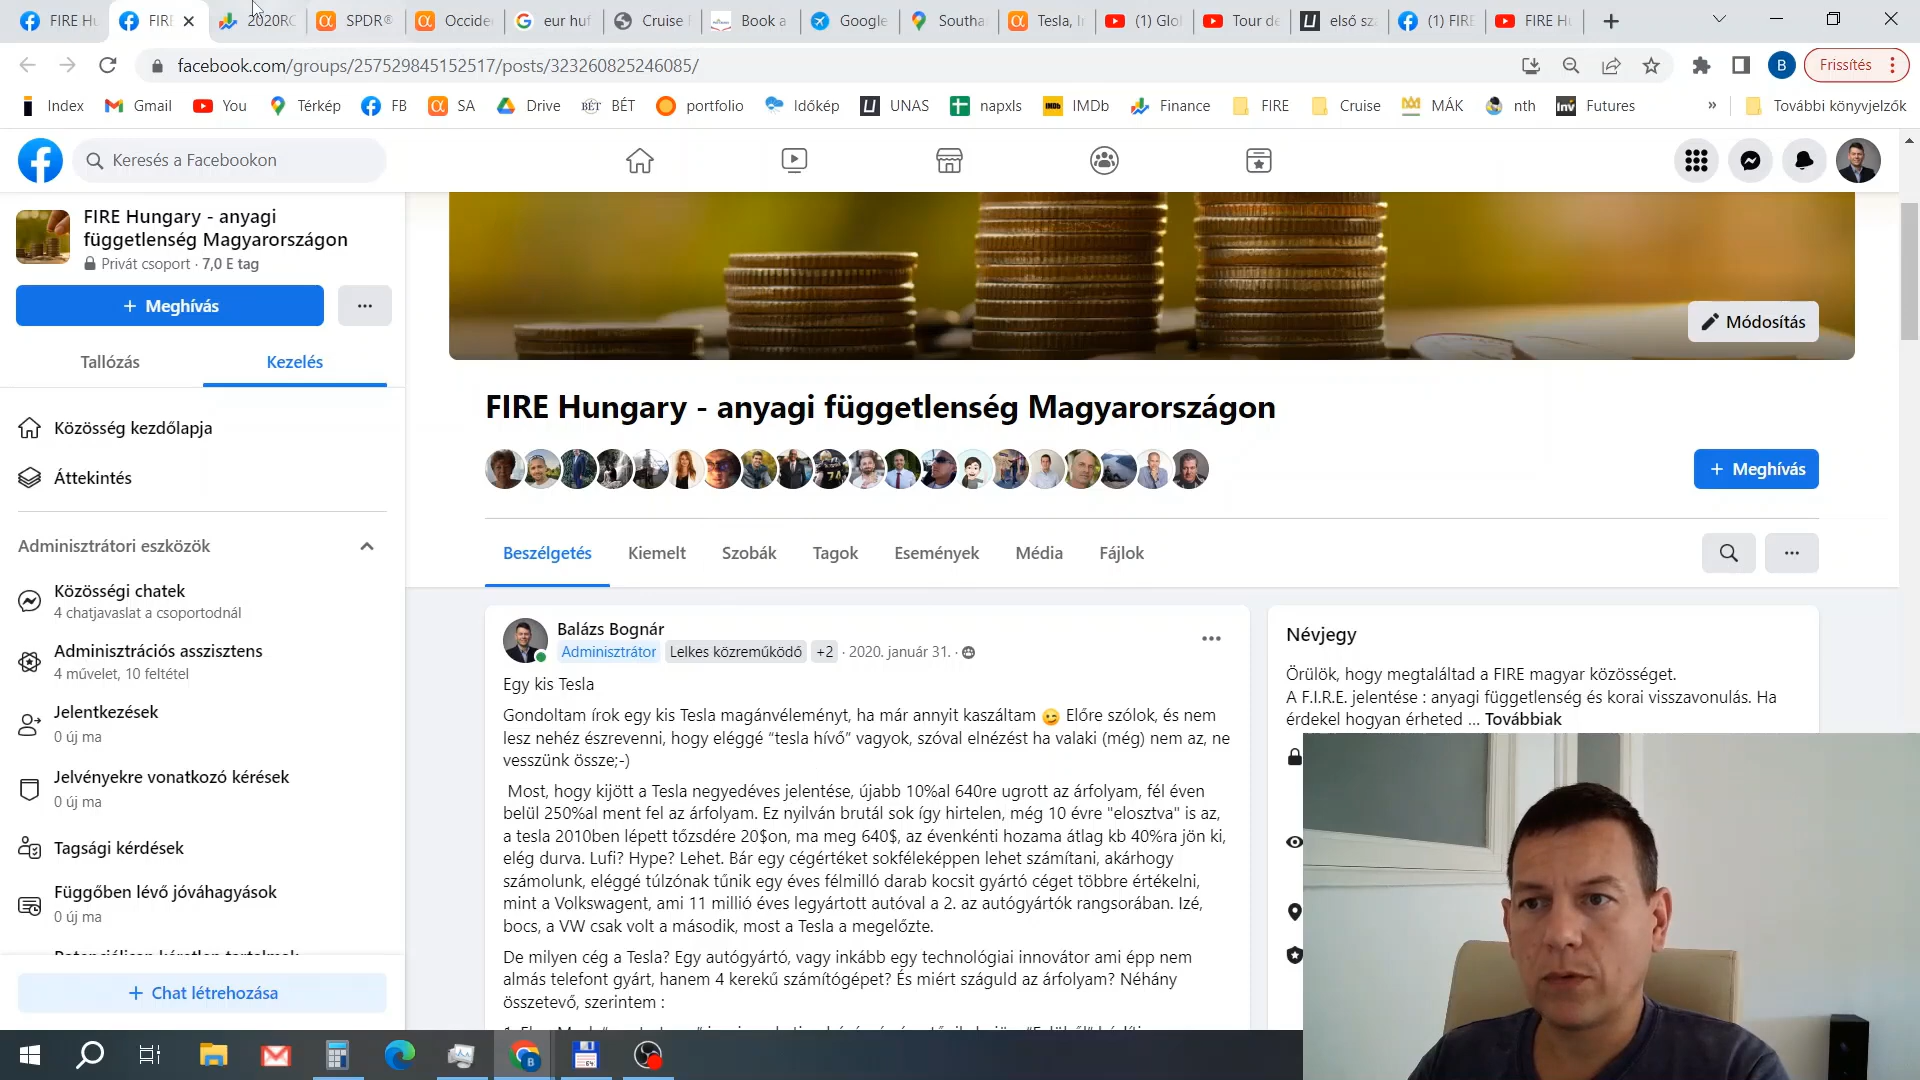 FIRE Hu
FIRE
2020RC
SPDR®
Occide
eur huf
Cruise
Book a
Google
Southa
Tesla, In
(1) Glo
Tour de
első sz
(1) FIRE
FIRE Hu
facebook.com/groups/257529845152517/posts/323260825246085/
B
Frissítés
Index
Gmail
You
Térkép
FB
SA
Drive
BÉT
BÉT
portfolio
Időkép
UNAS
napxls
IMDb
Finance
FIRE
Cruise
MÁK
nth
Futures
»
További könyvjelzők
Keresés a Facebookon
FIRE Hungary - anyagi
függetlenség Magyarországon
Privát csoport · 7,0 E tag
+ Meghívás
Tallózás
Kezelés
Közösség kezdőlapja
Áttekintés
Adminisztrátori eszközök
Közösségi chatek
4 chatjavaslat a csoportodnál
Adminisztrációs asszisztens
4 művelet, 10 feltétel
Jelentkezések
0 új ma
Jelvényekre vonatkozó kérések
0 új ma
Tagsági kérdések
Függőben lévő jóváhagyások
0 új ma
+ Chat létrehozása
Módosítás
FIRE Hungary - anyagi függetlenség Magyarországon
+ Meghívás
Beszélgetés
Kiemelt
Szobák
Tagok
Események
Média
Fájlok
Balázs Bognár
Adminisztrátor Lelkes közreműködő +2 · 2020. január 31. ·
Egy kis Tesla
Gondoltam írok egy kis Tesla magánvéleményt, ha már annyit kaszáltam 😉 Előre szólok, és nem
lesz nehéz észrevenni, hogy eléggé “tesla hívő” vagyok, szóval elnézést ha valaki (még) nem az, ne
vesszünk össze;-)
Most, hogy kijött a Tesla negyedéves jelentése, újabb 10%al 640re ugrott az árfolyam, fél éven
belül 250%al ment fel az árfolyam. Ez nyilván brutál sok így hirtelen, még 10 évre "elosztva" is az,
a tesla 2010ben lépett tőzsdére 20$on, ma meg 640$, az évenkénti hozama átlag kb 40%ra jön ki,
elég durva. Lufi? Hype? Lehet. Bár egy cégértéket sokféleképpen lehet számítani, akárhogy
számolunk, eléggé túlzónak tűnik egy éves félmilló darab kocsit gyártó céget többre értékelni,
mint a Volkswagent, ami 11 millió éves legyártott autóval a 2. az autógyártók rangsorában. Izé,
bocs, a VW csak volt a második, most a Tesla a megelőzte.
De milyen cég a Tesla? Egy autógyártó, vagy inkább egy technológiai innovátor ami épp nem
almás telefont gyárt, hanem 4 kerekű számítógépet? És miért száguld az árfolyam? Néhány
összetevő, szerintem :
Névjegy
Örülök, hogy megtaláltad a FIRE magyar közösséget.
A F.I.R.E. jelentése : anyagi függetlenség és korai visszavonulás. Ha
érdekel hogyan érheted ... Továbbiak